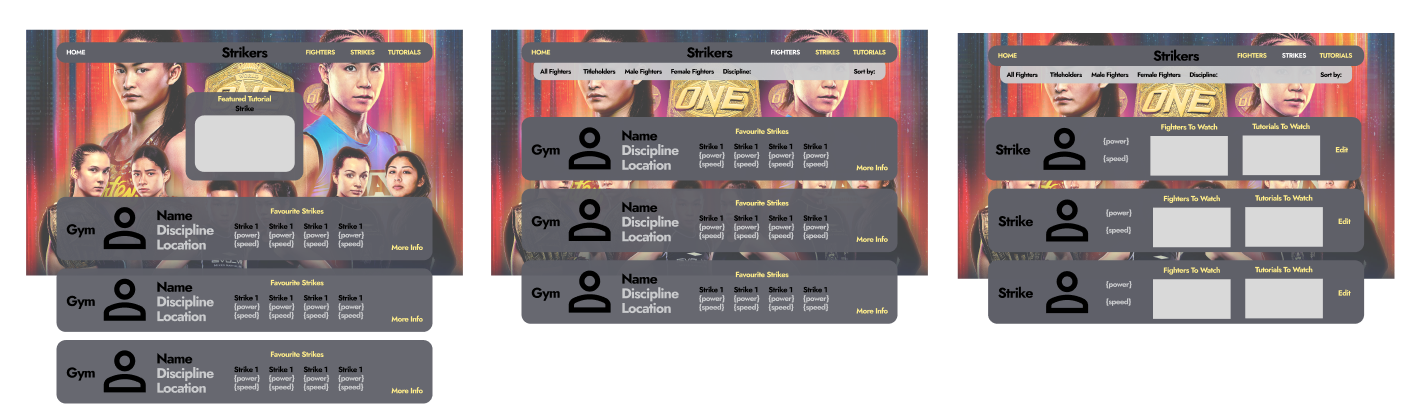 HOME Strikers FIGHTERS STRIKES TUTORIALS
Featured Tutorial
Strike
ONE
Gym
Name
Discipline
Location
Favourite Strikes
Strike 1 Strike 1 Strike 1 Strike 1
{power} {power} {power} {power}
{speed} {speed} {speed} {speed}
More Info
Gym
Name
Discipline
Location
Favourite Strikes
Strike 1 Strike 1 Strike 1 Strike 1
{power} {power} {power} {power}
{speed} {speed} {speed} {speed}
More Info
Gym
Name
Discipline
Location
Favourite Strikes
Strike 1 Strike 1 Strike 1 Strike 1
{power} {power} {power} {power}
{speed} {speed} {speed} {speed}
More Info
HOME Strikers FIGHTERS STRIKES TUTORIALS
All Fighters Titleholders Male Fighters Female Fighters Discipline: Sort by:
ONE
Gym
Name
Discipline
Location
Favourite Strikes
Strike 1 Strike 1 Strike 1 Strike 1
{power} {power} {power} {power}
{speed} {speed} {speed} {speed}
More Info
Gym
Name
Discipline
Location
Favourite Strikes
Strike 1 Strike 1 Strike 1 Strike 1
{power} {power} {power} {power}
{speed} {speed} {speed} {speed}
More Info
Gym
Name
Discipline
Location
Favourite Strikes
Strike 1 Strike 1 Strike 1 Strike 1
{power} {power} {power} {power}
{speed} {speed} {speed} {speed}
More Info
HOME Strikers FIGHTERS STRIKES TUTORIALS
All Fighters Titleholders Male Fighters Female Fighters Discipline: Sort by:
ONE
Strike
{power}
{speed}
Fighters To Watch
Tutorials To Watch
Edit
Strike
{power}
{speed}
Fighters To Watch
Tutorials To Watch
Edit
Strike
{power}
{speed}
Fighters To Watch
Tutorials To Watch
Edit